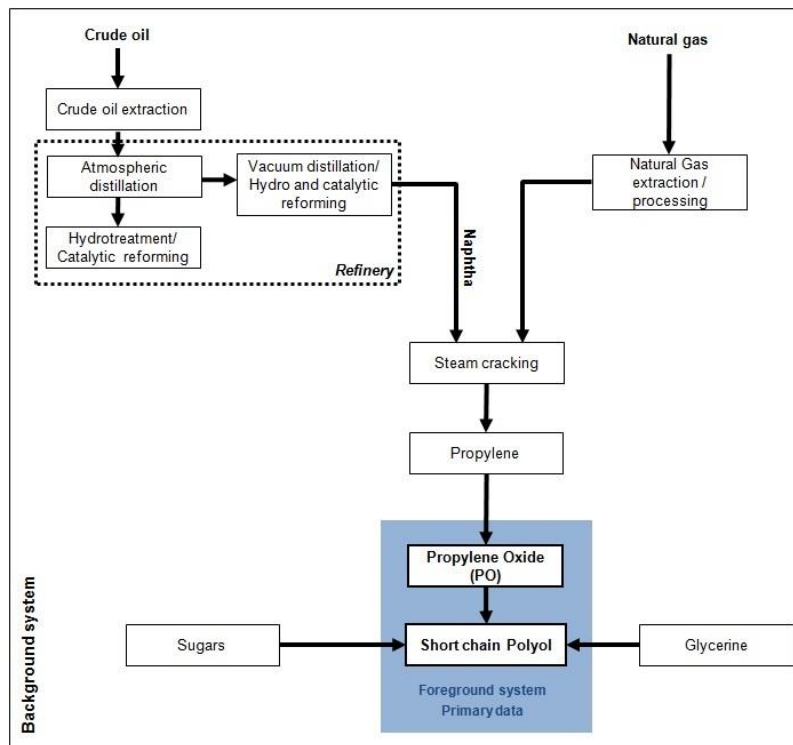 Crude oil
Natural gas
Crude oil extraction
Atmospheric
distillation
Vacuum distillation/
Hydro and catalytic
reforming
Natural Gas
extraction /
processing
Hydrotreatment/
Catalytic reforming
Refinery
Naphtha
Steam cracking
Propylene
Propylene Oxide
(PO)
Sugars
Short chain Polyol
Glycerine
Foreground system
Primary data
Background system